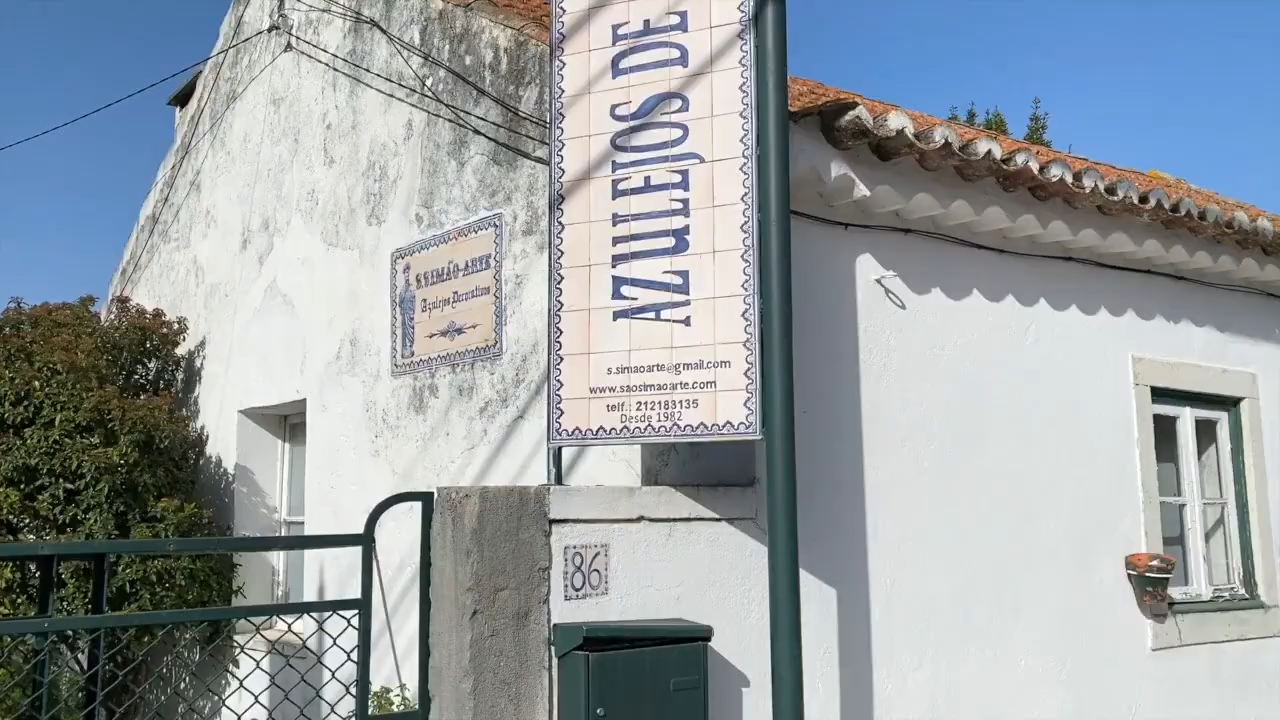 S. SIMÃO ARTE
Azulejos Decorativos
AZULEJOS DE
s.simaoarte@gmail.com
www.saosimaoarte.com
telf.: 212183135
Desde 1982
86